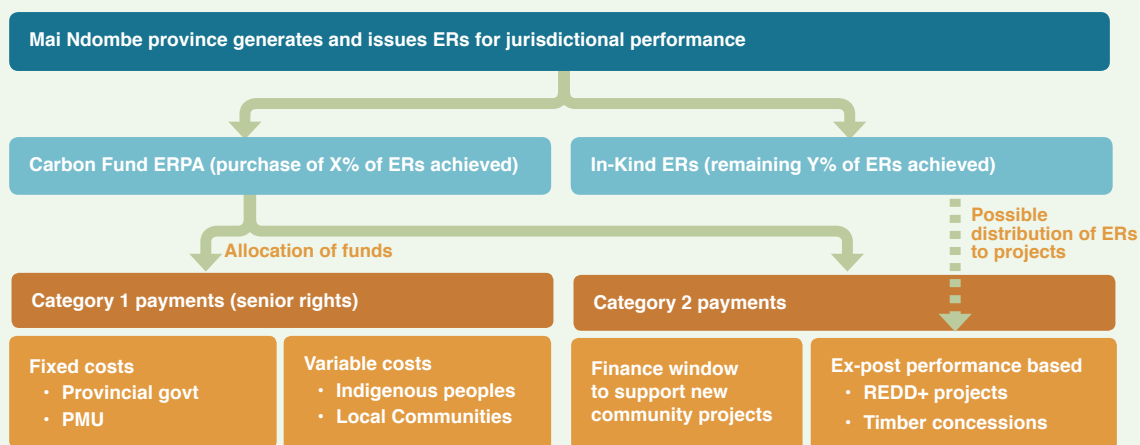 Mai Ndombe province generates and issues ERs for jurisdictional performance
Carbon Fund ERPA (purchase of X% of ERs achieved)
In-Kind ERs (remaining Y% of ERs achieved)
Allocation of funds
Possible
distribution of ERs
to projects
Category 1 payments (senior rights)
Category 2 payments
Fixed costs
• Provincial govt
• PMU
Variable costs
• Indigenous peoples
• Local Communities
Finance window
to support new
community projects
Ex-post performance based
• REDD+ projects
• Timber concessions